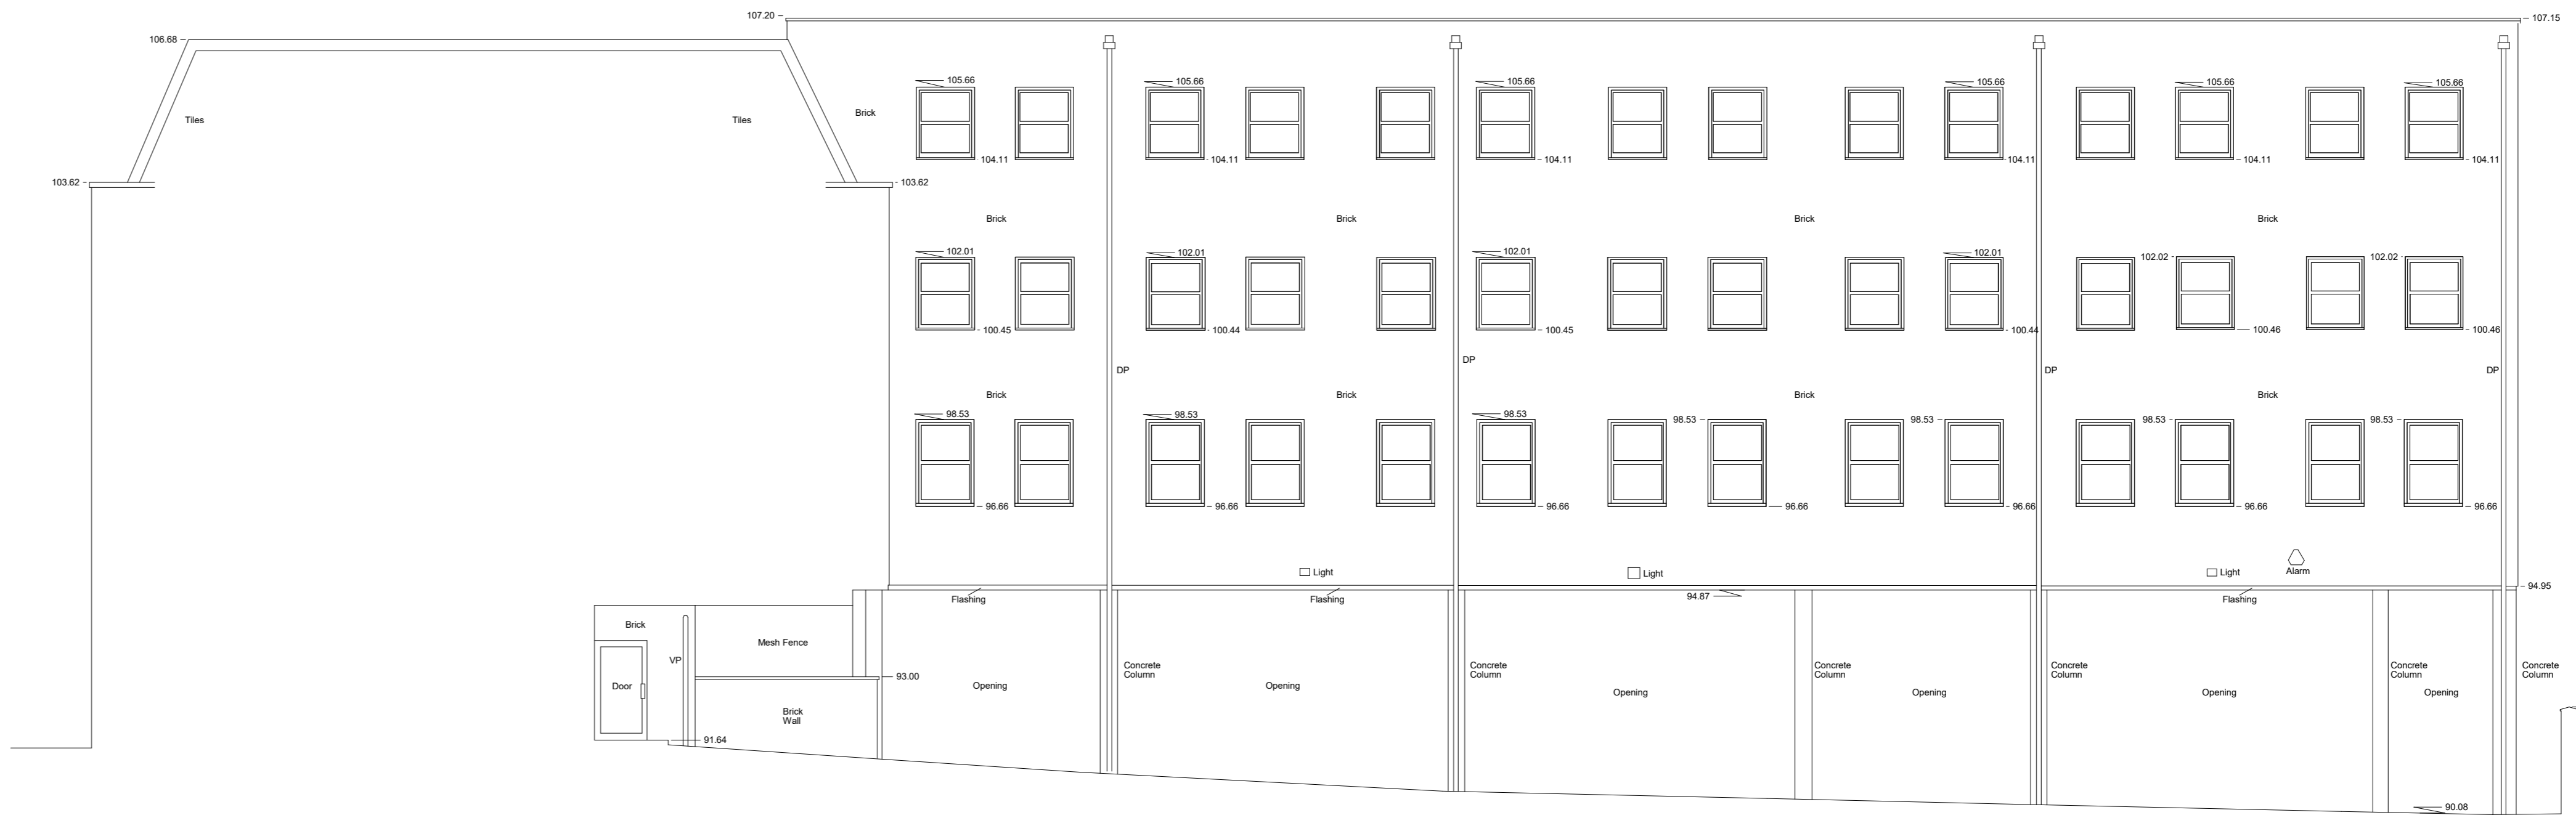 107.20
107.15
106.68
105.66
105.66
105.66
105.66
105.66
105.66
Tiles
Tiles
Brick
104.11
104.11
104.11
104.11
104.11
104.11
103.62
103.62
Brick
Brick
Brick
Brick
102.01
102.01
102.01
102.01
102.02
102.02
100.45
100.44
100.45
100.44
100.46
100.46
DP
DP
DP
DP
Brick
Brick
Brick
Brick
98.53
98.53
98.53
98.53
98.53
98.53
98.53
96.66
96.66
96.66
96.66
96.66
96.66
96.66
Light
Light
Light
Alarm
94.95
Flashing
Flashing
94.87
Flashing
Brick
Mesh Fence
VP
Door
93.00
Opening
Concrete
Column
Opening
Concrete
Column
Opening
Concrete
Column
Opening
Concrete
Column
Opening
Concrete
Column
Opening
Concrete
Column
Brick
Wall
91.64
90.08